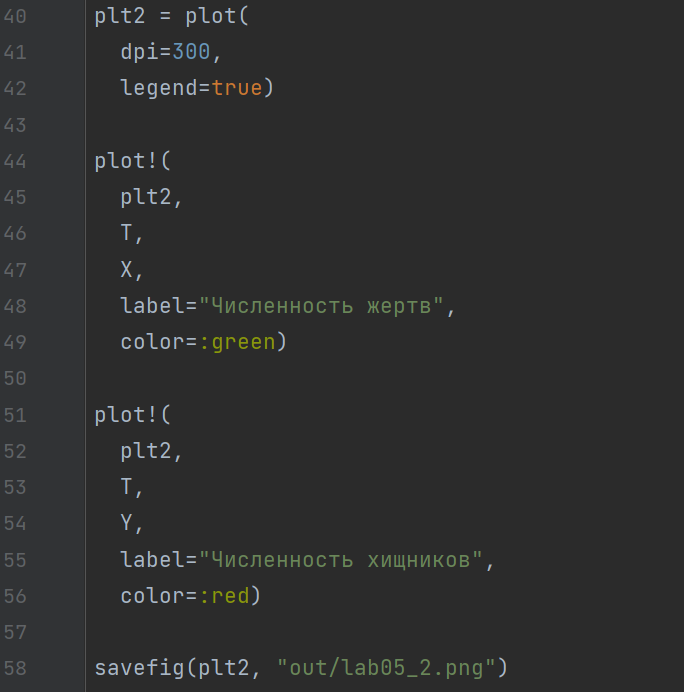 40 plt2 = plot(
41   dpi=300,
42   legend=true)
43
44 plot!(
45   plt2,
46   T,
47   X,
48   label="Численность жертв",
49   color=:green)
50
51 plot!(
52   plt2,
53   T,
54   Y,
55   label="Численность хищников",
56   color=:red)
57
58 savefig(plt2, "out/lab05_2.png")